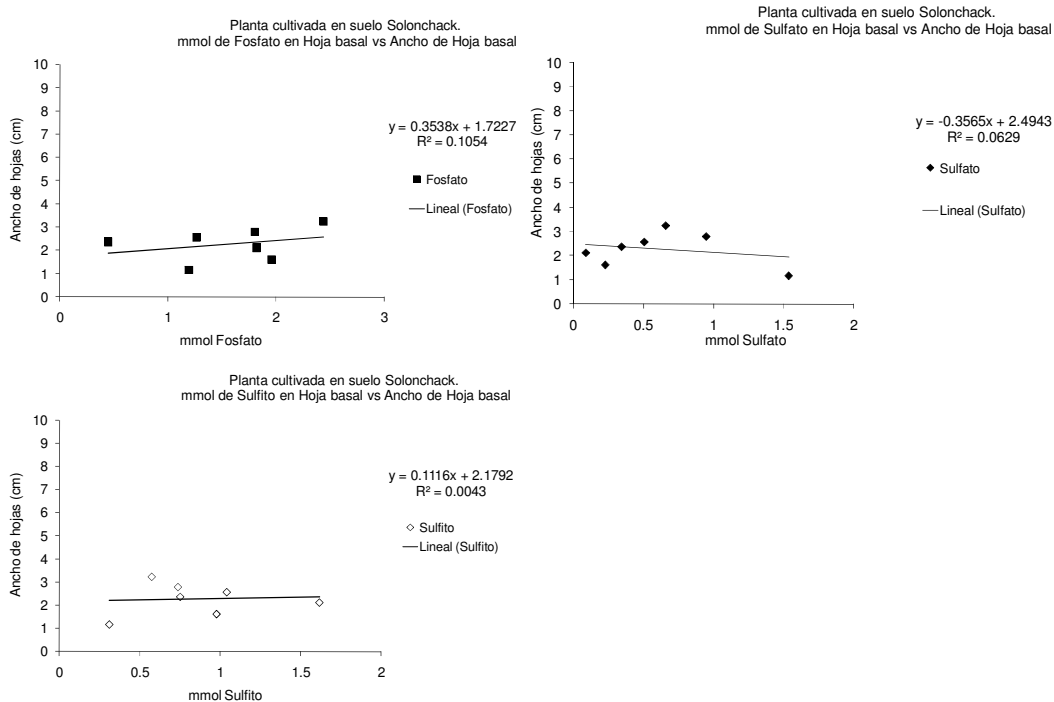 Planta cultivada en suelo Solonchack.
mmol de Fosfato en Hoja basal vs Ancho de Hoja basal
10
9
8
7
6
5
4
3
2
1
0
Ancho de hojas (cm)
y = 0.3538x + 1.7227
R² = 0.1054
Fosfato
Lineal (Fosfato)
0 1 2 3
mmol Fosfato
Planta cultivada en suelo Solonchack.
mmol de Sulfato en Hoja basal vs Ancho de Hoja basal
10
9
8
7
6
5
4
3
2
1
0
Ancho de hojas (cm)
y = -0.3565x + 2.4943
R² = 0.0629
Sulfato
Lineal (Sulfato)
0 0.5 1 1.5 2
mmol Sulfato
Planta cultivada en suelo Solonchack.
mmol de Sulfito en Hoja basal vs Ancho de Hoja basal
10
9
8
7
6
5
4
3
2
1
0
Ancho de hojas (cm)
y = 0.1116x + 2.1792
R² = 0.0043
Sulfito
Lineal (Sulfito)
0 0.5 1 1.5 2
mmol Sulfito